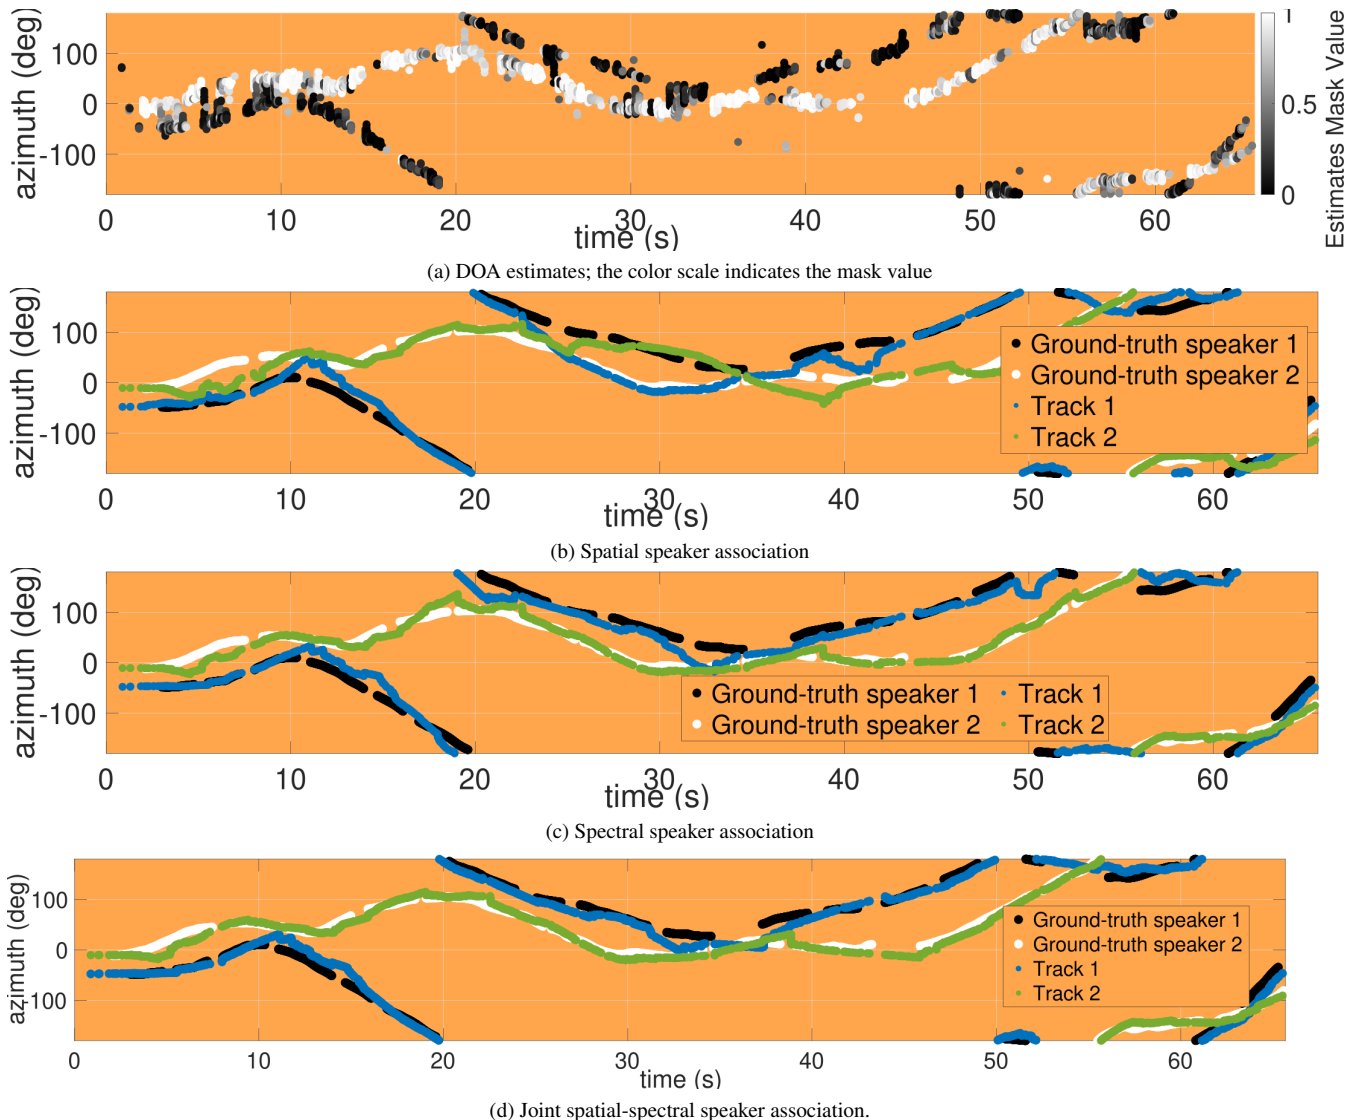 azimuth (deg)
100
0
-100
0 10 20 30 40 50 60
time (s)
1
0.5
0
Estimates Mask Value
(a) DOA estimates; the color scale indicates the mask value
azimuth (deg)
100
0
-100
Ground-truth speaker 1
Ground-truth speaker 2
Track 1
Track 2
0 10 20 30 40 50 60
time (s)
(b) Spatial speaker association
azimuth (deg)
100
0
-100
Ground-truth speaker 1 Track 1
Ground-truth speaker 2 Track 2
0 10 20 30 40 50 60
time (s)
(c) Spectral speaker association
azimuth (deg)
100
0
-100
Ground-truth speaker 1
Ground-truth speaker 2
Track 1
Track 2
0 10 20 30 40 50 60
time (s)
(d) Joint spatial-spectral speaker association.